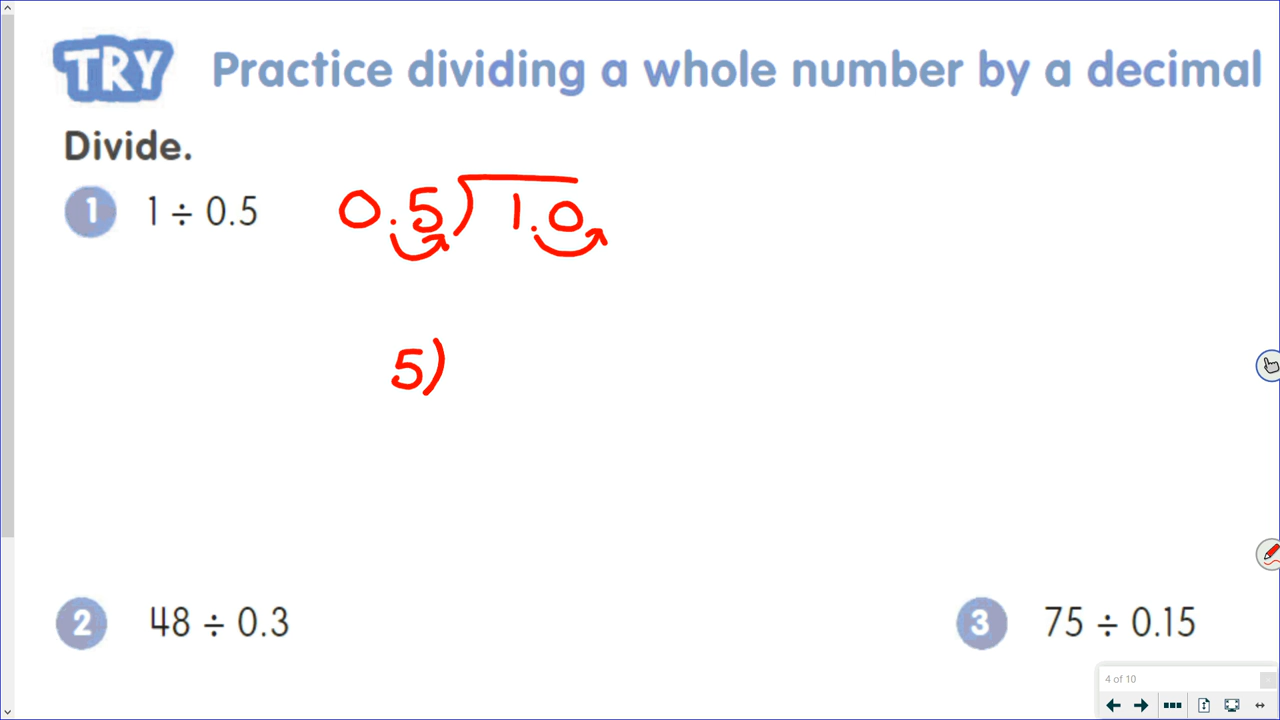 TRY Practice dividing a whole number by a decimal
Divide.
1 1 ÷ 0.5 0.5) 1.0
5)
2 48 ÷ 0.3 3 75 ÷ 0.15
4 of 10